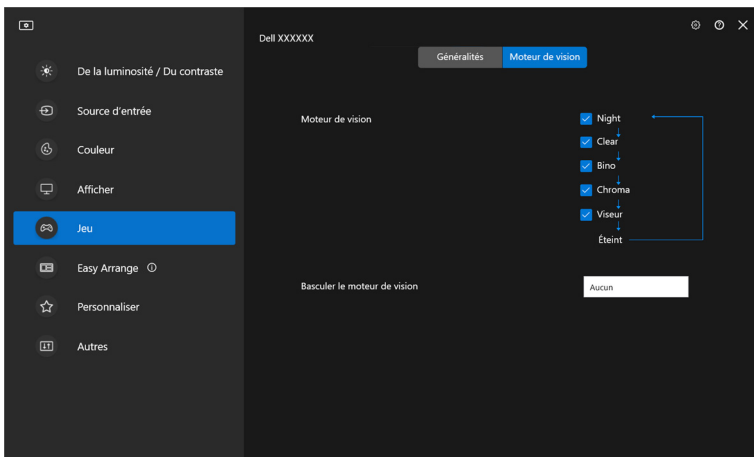 Dell XXXXXX
Généralités
Moteur de vision
De la luminosité / Du contraste
Source d'entrée
Couleur
Afficher
Jeu
Easy Arrange
Personnaliser
Autres
Moteur de vision
Night
Clear
Bino
Chroma
Viseur
Éteint
Basculer le moteur de vision
Aucun